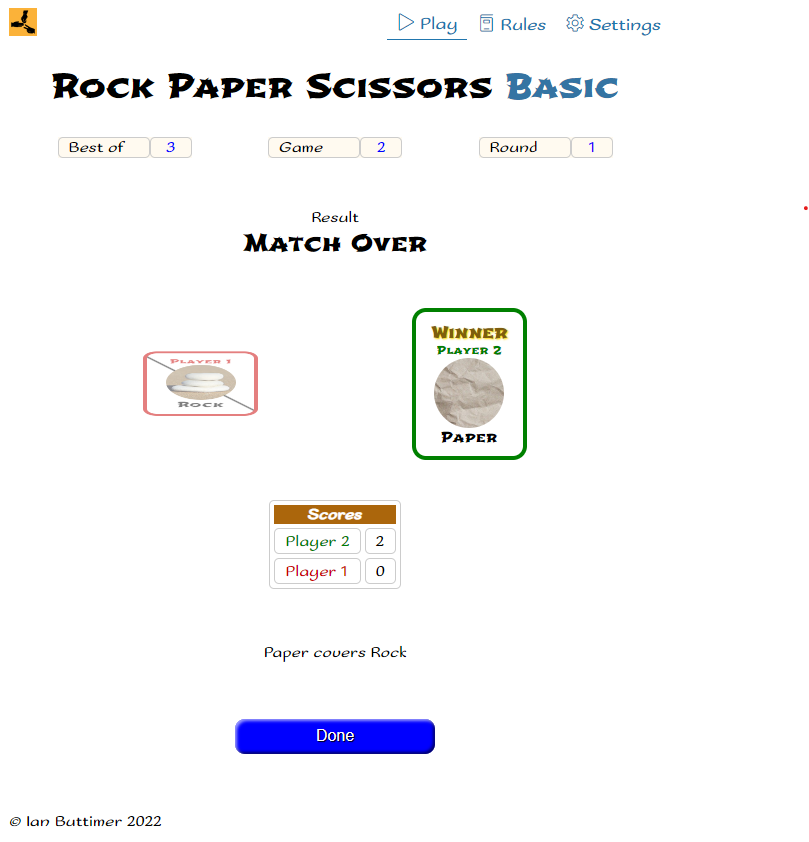 Play Rules Settings
Rock Paper Scissors Basic
Best of 3 Game 2 Round 1
Result
Match Over
Winner
Player 2
Paper
Player 1
Rock
Scores
Player 2 2
Player 1 0
Paper covers Rock
Done
© Ian Buttimer 2022